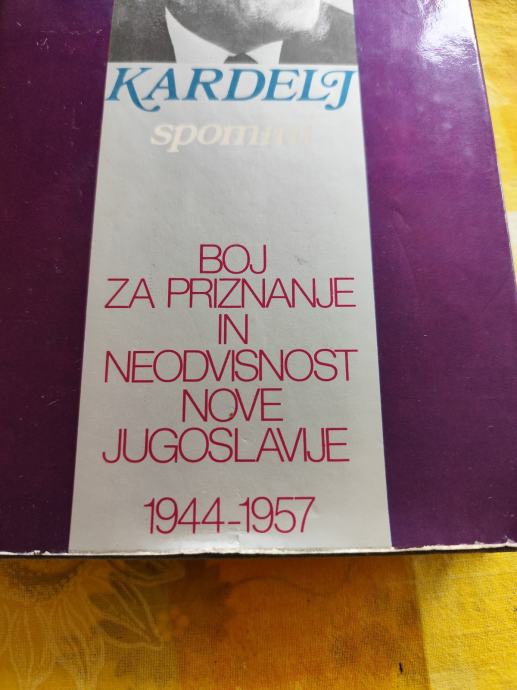 KARDELJ
spomini
BOJ
ZA PRIZNANJE
IN
NEODVISNOST
NOVE
JUGOSLAVIJE
1944-1957